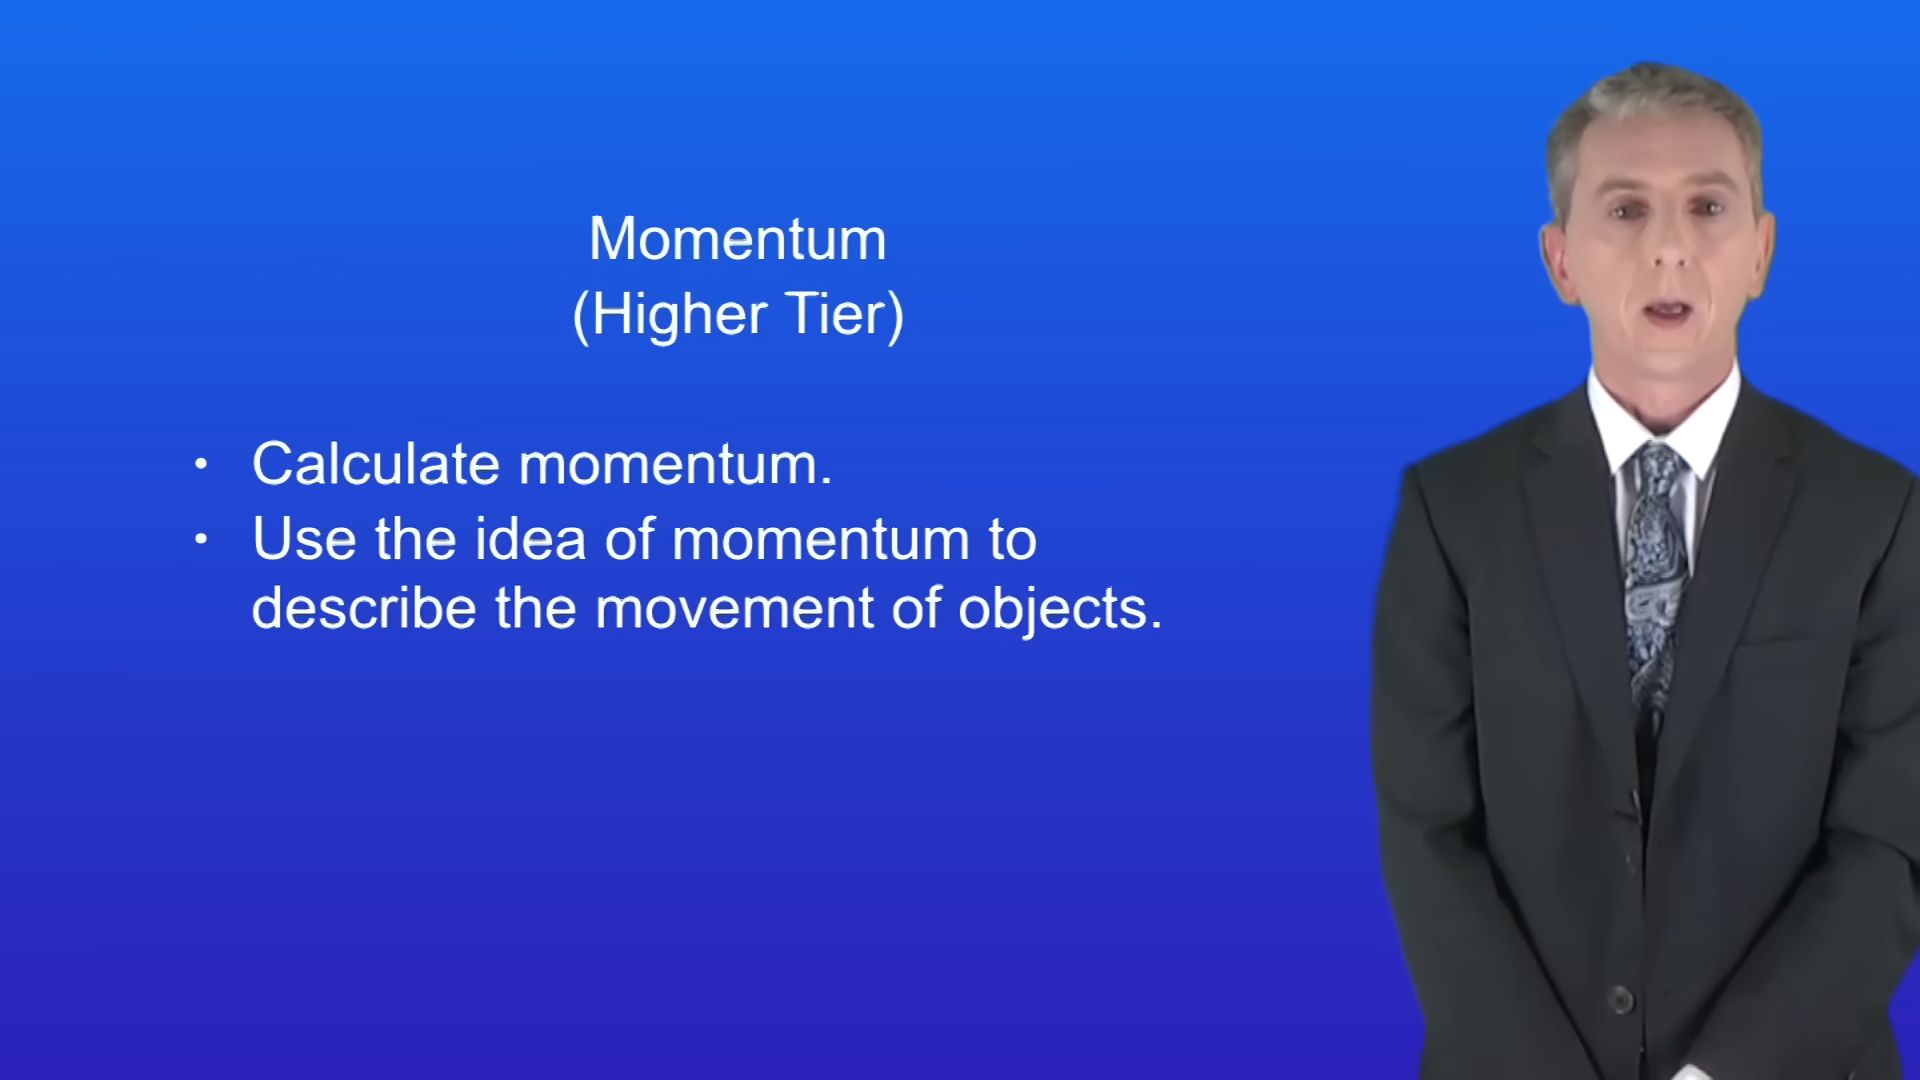 Momentum
(Higher Tier)
• Calculate momentum.
• Use the idea of momentum to
describe the movement of objects.